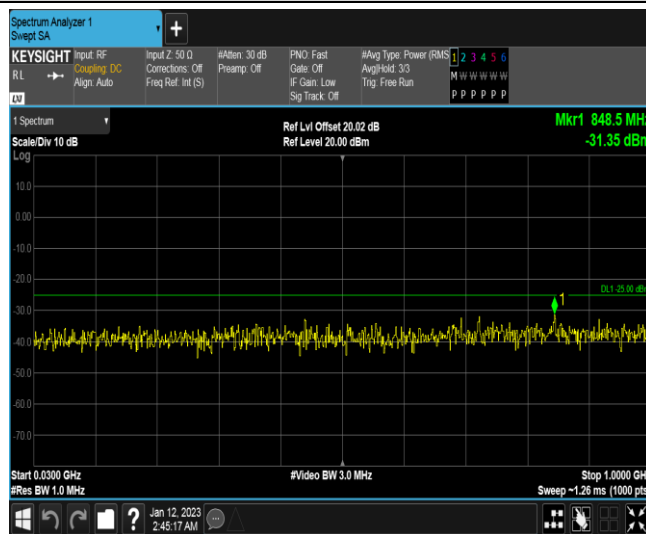 Spectrum Analyzer 1
Swept SA
+
KEYSIGHT Input: RF Input Z: 50 Ω #Atten: 30 dB PNO: Fast #Avg Type: Power (RMS 1 2 3 4 5 6
RL Coupling: DC Corrections: Off Preamp: Off Gate: Off Avg|Hold: 3/3 M W W W W W
Align: Auto Freq Ref: Int (S) IF Gain: Low Trig: Free Run
LXI Sig Track: Off P P P P P P
1 Spectrum Ref Lvl Offset 20.02 dB Mkr1 848.5 MHz
Scale/Div 10 dB Ref Level 20.00 dBm -31.35 dBm
Log
10.0
0.00
-10.0
-20.0
DL1 -25.00 dBm
1
-30.0
-40.0
-50.0
-60.0
-70.0
Start 0.0300 GHz #Video BW 3.0 MHz Stop 1.0000 GH
#Res BW 1.0 MHz Sweep ~1.26 ms (1000 pts
? Jan 12, 2023
2:45:17 AM